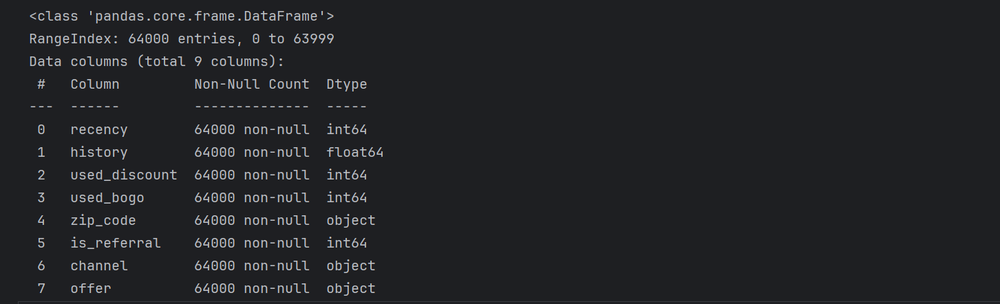 <class 'pandas.core.frame.DataFrame'>
RangeIndex: 64000 entries, 0 to 63999
Data columns (total 9 columns):
 #   Column         Non-Null Count  Dtype
---  ------         --------------  -----
 0   recency        64000 non-null  int64
 1   history        64000 non-null  float64
 2   used_discount  64000 non-null  int64
 3   used_bogo      64000 non-null  int64
 4   zip_code       64000 non-null  object
 5   is_referral    64000 non-null  int64
 6   channel        64000 non-null  object
 7   offer          64000 non-null  object